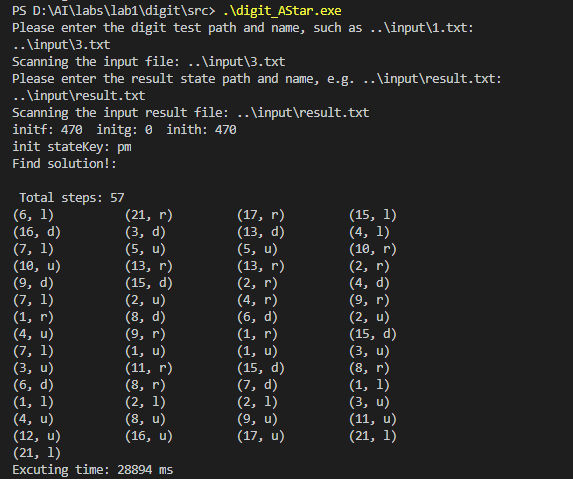 PS D:\AI\labs\lab1\digit\src> .\digit_AStar.exe
Please enter the digit test path and name, such as ..\input\1.txt:
..\input\3.txt
Scanning the input file: ..\input\3.txt
Please enter the result state path and name, e.g. ..\input\result.txt:
..\input\result.txt
Scanning the input result file: ..\input\result.txt
initf: 470  initg: 0  inith: 470
init stateKey: pm
Find solution!:
 Total steps: 57
(6, l) (21, r) (17, r) (15, l)
(16, d) (3, d) (13, d) (4, l)
(7, l) (5, u) (5, u) (10, r)
(10, u) (13, r) (13, r) (2, r)
(9, d) (15, d) (2, r) (4, d)
(7, l) (2, u) (4, r) (9, r)
(1, r) (8, d) (6, d) (2, u)
(4, u) (9, r) (1, r) (15, d)
(7, l) (1, u) (1, u) (3, u)
(3, u) (11, r) (15, d) (8, r)
(6, d) (8, r) (7, d) (1, l)
(1, l) (2, l) (2, l) (3, u)
(4, u) (8, u) (9, u) (11, u)
(12, u) (16, u) (17, u) (21, l)
(21, l)
Excuting time: 28894 ms